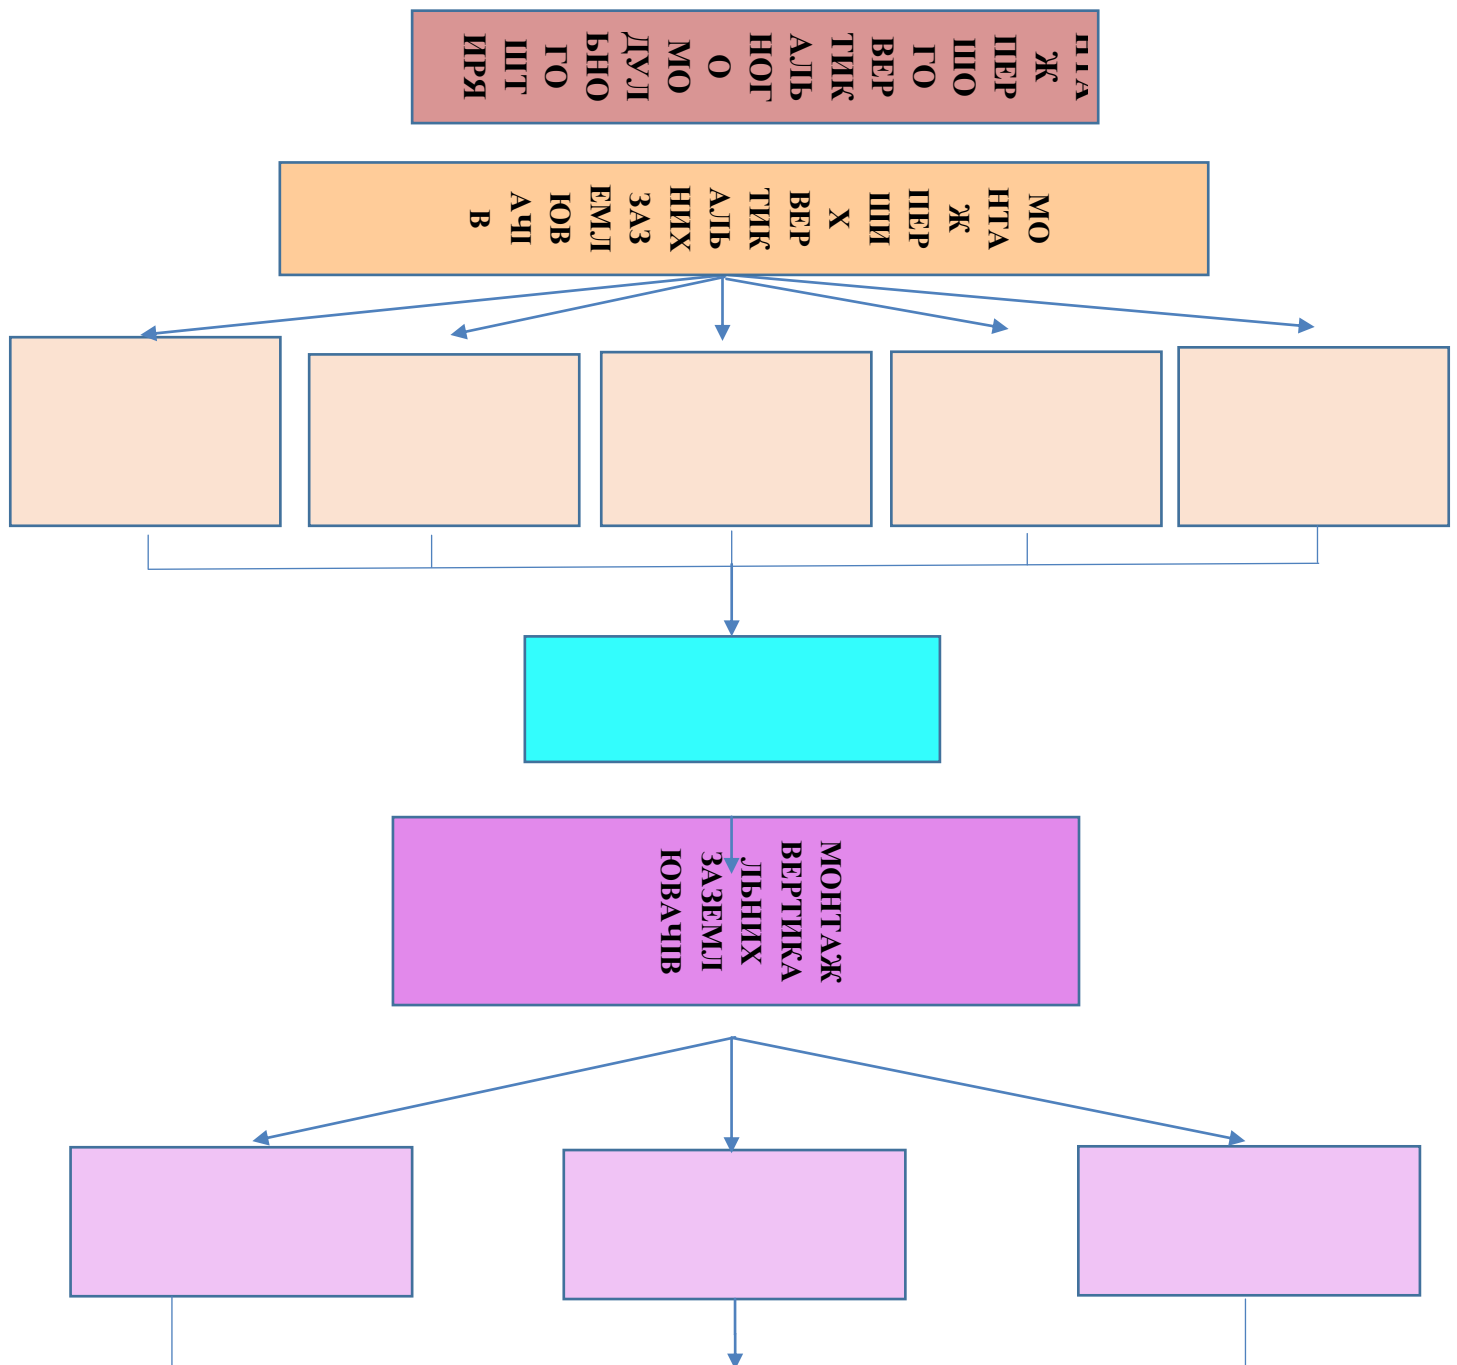 Ж
ПЕР
ШО
ГО
ВЕР
ТИК
АЛЬ
НОГ
О
МО
ДУЛ
ЬНО
ГО
ШТ
ИРЯ
МО
НТА
Ж
ПЕР
ШИ
Х
ВЕР
ТИК
АЛЬ
НИХ
ЗАЗ
ЕМЛ
ЮВ
АЧІ
В
МОНТАЖ
ВЕРТИКА
ЛЬНИХ
ЗАЗЕМЛ
ЮВАЧІВ